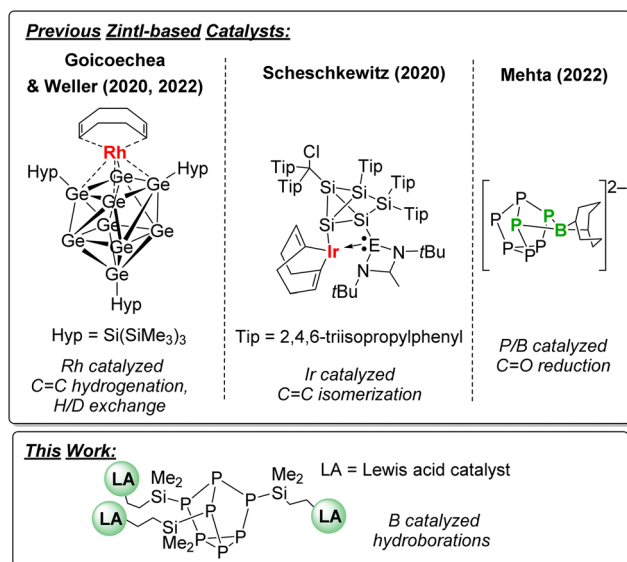 Previous Zintl-based Catalysts:
Goicoechea
& Weller (2020, 2022)
Rh
Hyp
Hyp
Ge
Ge
Ge
Ge
Ge
Ge
Ge
Ge
Ge
Hyp
Hyp = Si(SiMe3)3
Rh catalyzed
C=C hydrogenation,
H/D exchange
Scheschkewitz (2020)
Cl
Tip
Tip
Tip
Tip
Si
Si
Si
Tip
Si
Si
Ir
E
N
tBu
N
tBu
Tip = 2,4,6-triisopropylphenyl
Ir catalyzed
C=C isomerization
Mehta (2022)
2–
P
P
P
P
B
P
P
P
P/B catalyzed
C=O reduction
This Work:
LA
Me2
Si
P
P
P
Me2
Si
LA
LA
Si
Me2
P
P
P
P
LA = Lewis acid catalyst
B catalyzed
hydroborations